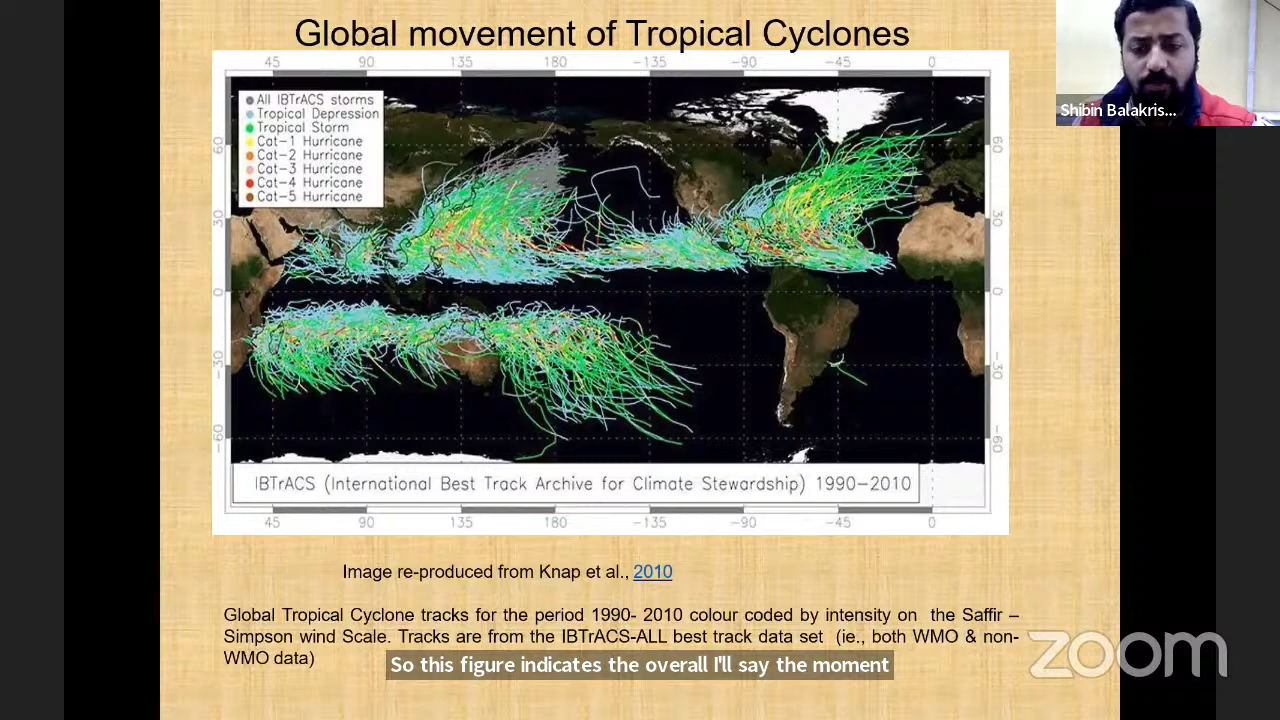 Global movement of Tropical Cyclones
Shibin Balakris...
45 90 135 180 -135 -90 -45 0
All IBTrACS storms
Tropical Depression
Tropical Storm
Cat-1 Hurricane
Cat-2 Hurricane
Cat-3 Hurricane
Cat-4 Hurricane
Cat-5 Hurricane
60 60
30 30
0 0
-30 -30
-60 -60
IBTrACS (International Best Track Archive for Climate Stewardship) 1990-2010
45 90 135 180 -135 -90 -45 0
Image re-produced from Knap et al., 2010
Global Tropical Cyclone tracks for the period 1990- 2010 colour coded by intensity on the Saffir –
Simpson wind Scale. Tracks are from the IBTrACS-ALL best track data set (ie., both WMO & non-
WMO data)
So this figure indicates the overall I'll say the moment
zoom